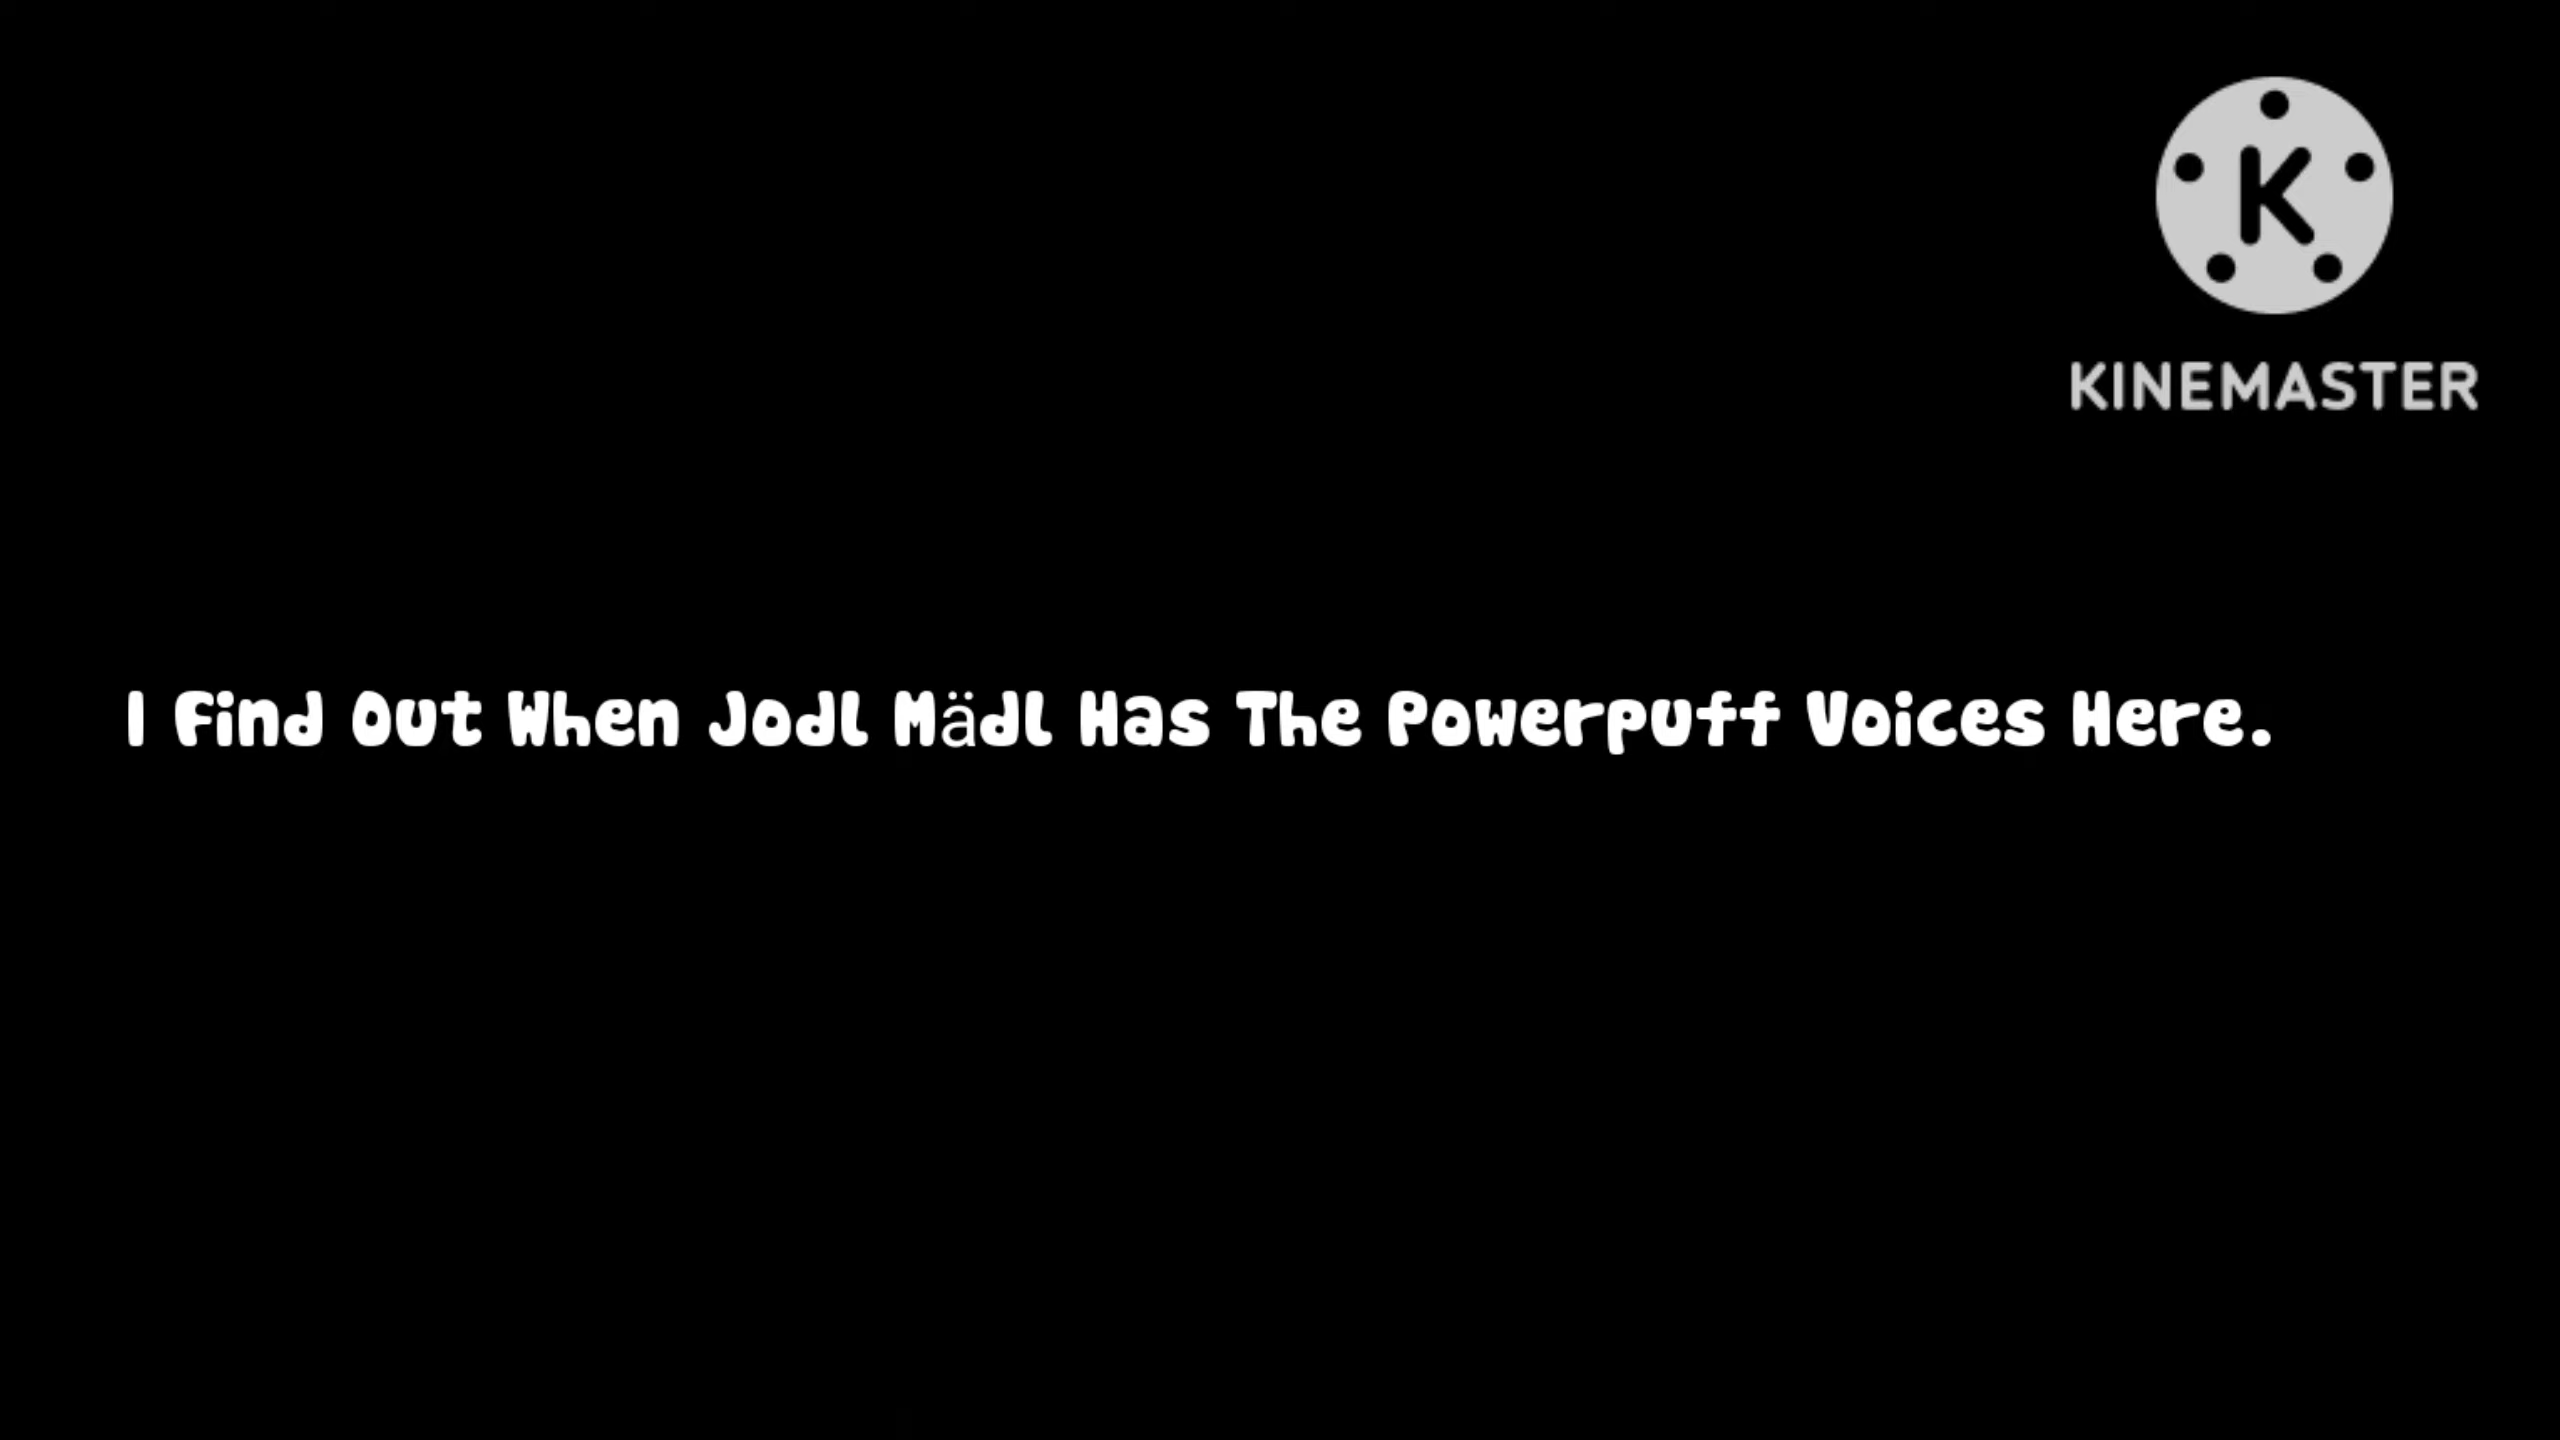 K
KINEMASTER
I Find Out When Jodl Mädl Has The Powerpuff Voices Here.